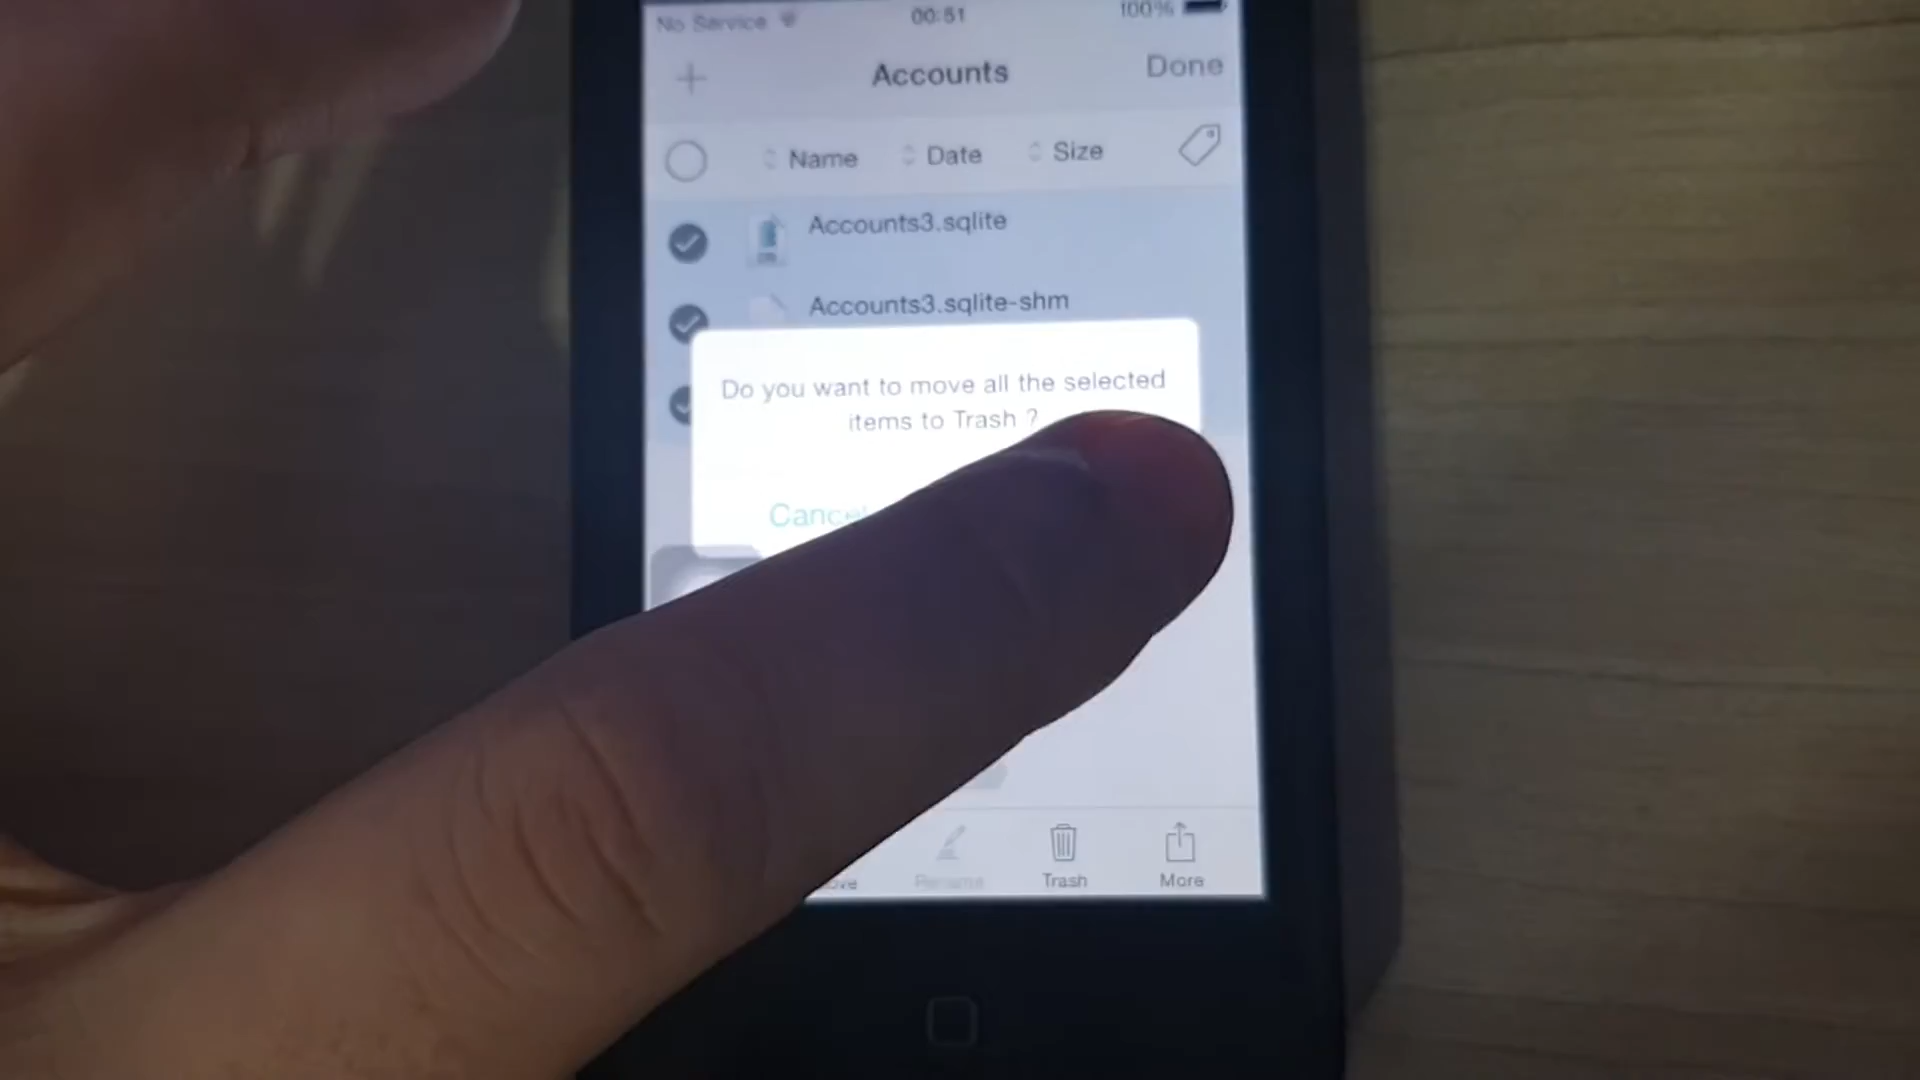 No Service 00:51 100%
Accounts Done
Name Date Size
Accounts3.sqlite
Accounts3.sqlite-shm
Do you want to move all the selected
items to Trash ?
Rename Trash More